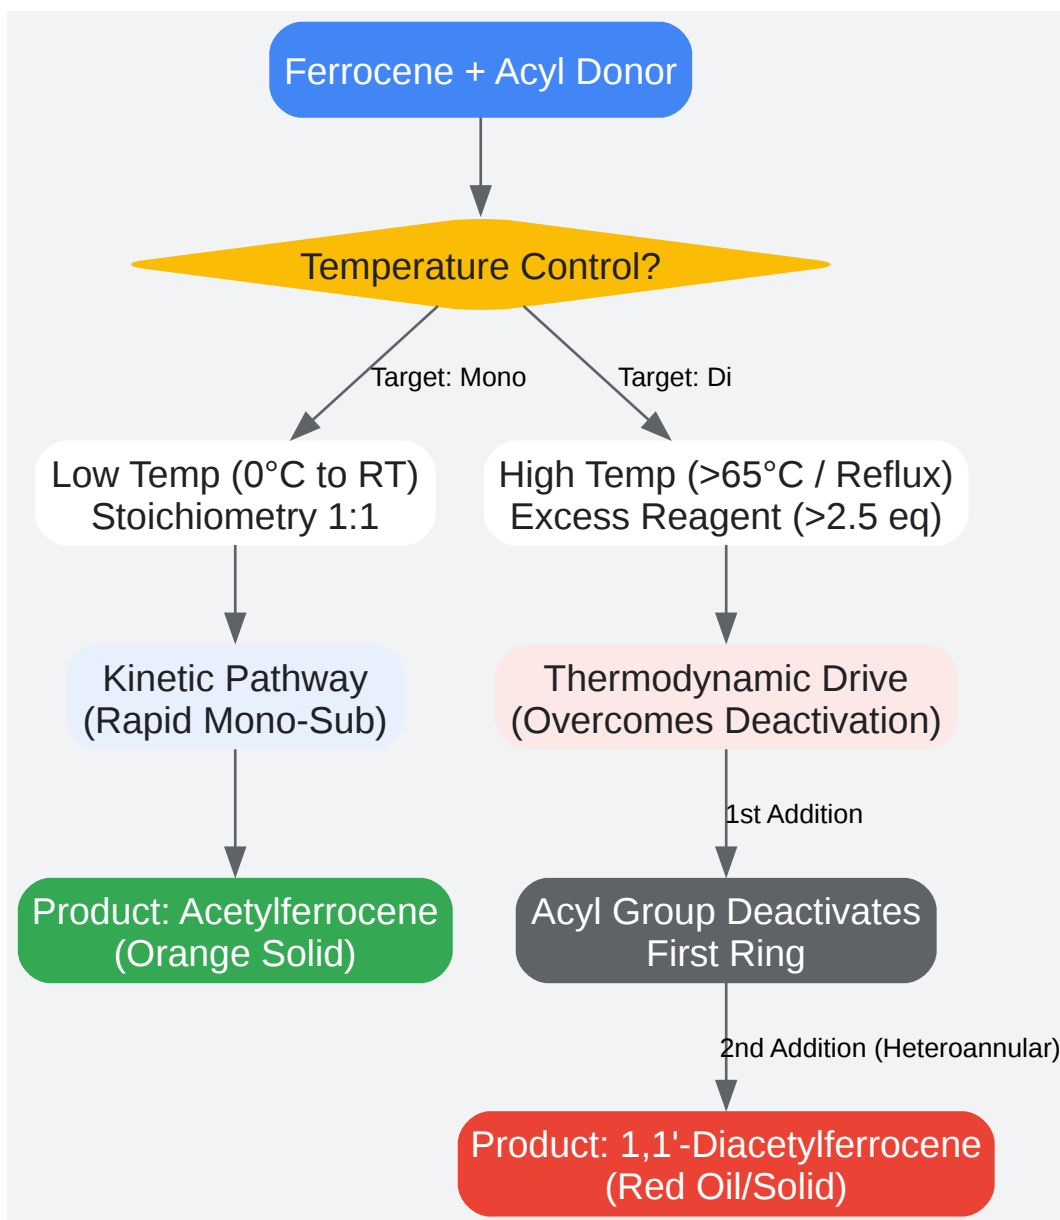 Ferrocene + Acyl Donor
Temperature Control?
Target: Mono
Target: Di
Low Temp (0°C to RT)
Stoichiometry 1:1
High Temp (>65°C / Reflux)
Excess Reagent (>2.5 eq)
Kinetic Pathway
(Rapid Mono-Sub)
Thermodynamic Drive
(Overcomes Deactivation)
1st Addition
Product: Acetylferrocene
(Orange Solid)
Acyl Group Deactivates
First Ring
2nd Addition (Heteroannular)
Product: 1,1'-Diacetylferrocene
(Red Oil/Solid)